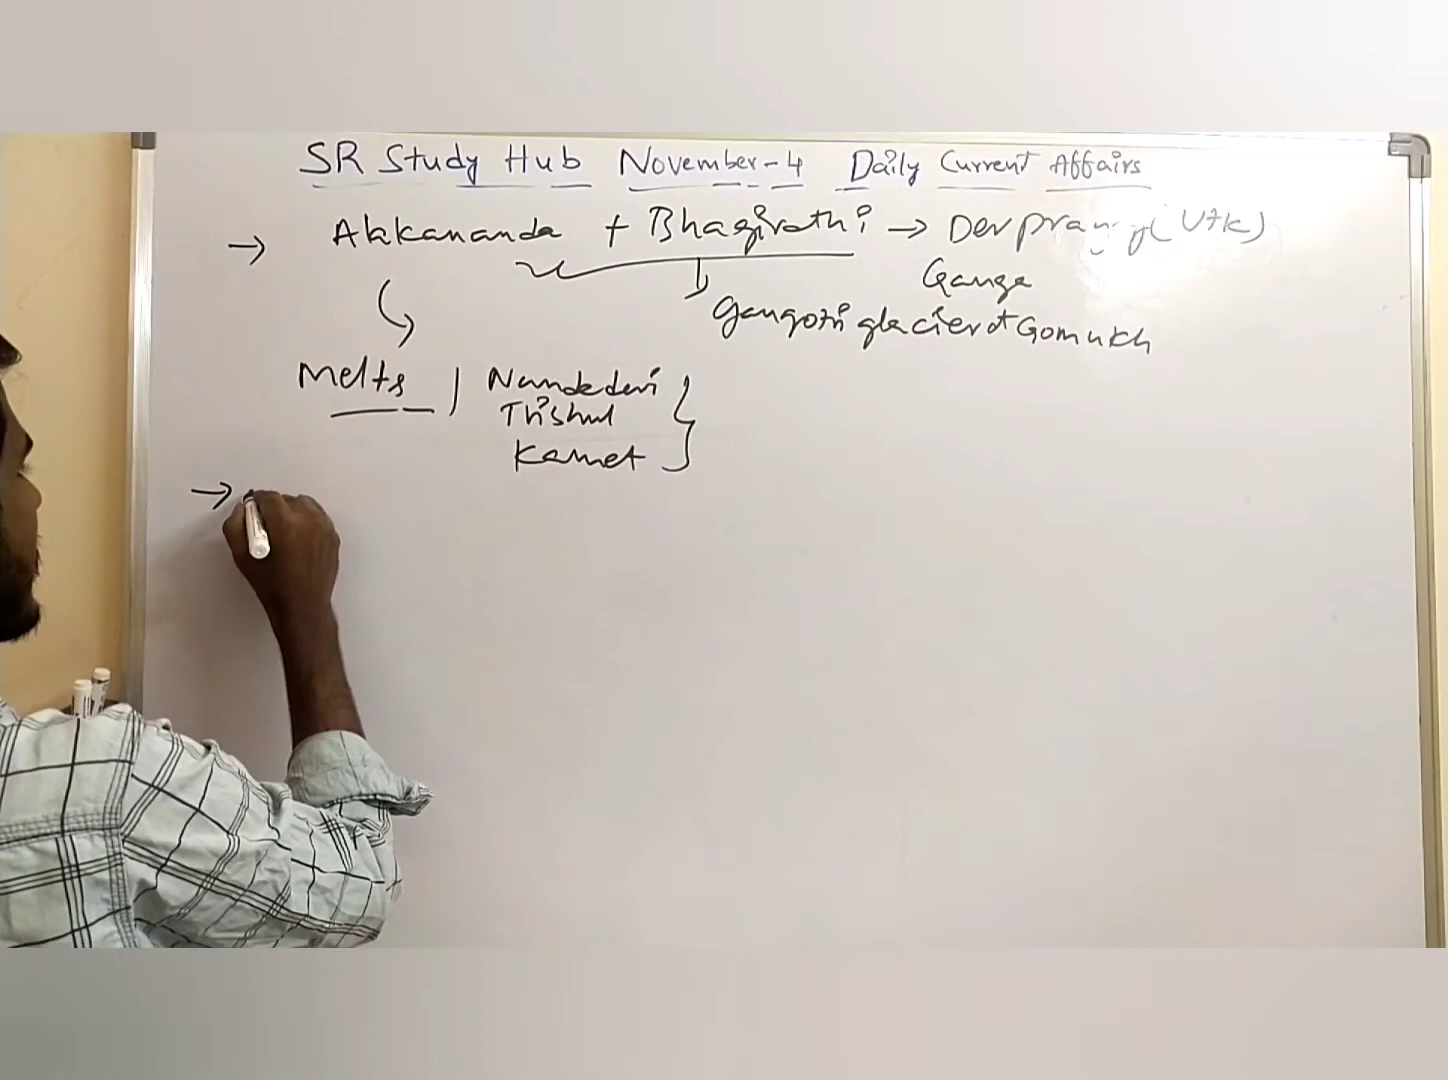 SR Study Hub November-4 Daily Current Affairs
→ Alakananda + Bhagirathi → Devprayag (Utk)
Ganga
gangotri glacier at Gomukh
Melts Nandadevi
Trishul
Kamet
→